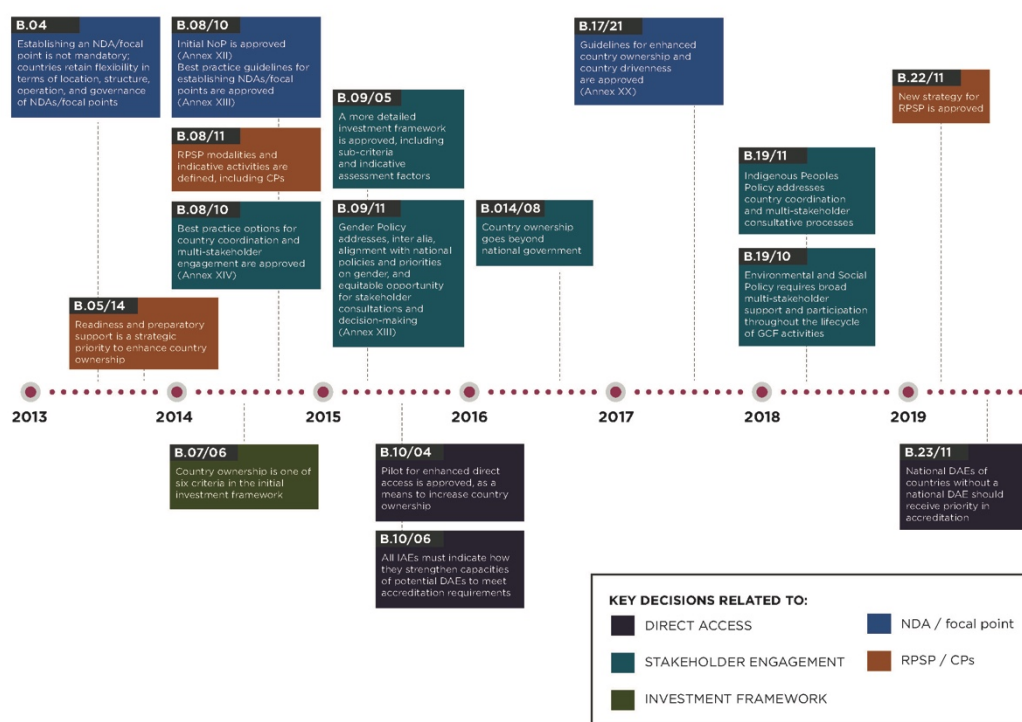 B.04
Establishing an NDA/focal
point is not mandatory;
countries retain flexibility in
terms of location, structure,
operation, and governance
of NDAs/focal points
B.08/10
Initial NoP is approved
(Annex XII)
Best practice guidelines for
establishing NDAs/focal
points are approved
(Annex XIII)
B.08/11
RPSP modalities and
indicative activities are
defined, including CPs
B.08/10
Best practice options for
country coordination and
multi-stakeholder
engagement are approved
(Annex XIV)
B.05/14
Readiness and preparatory
support is a strategic
priority to enhance country
ownership
B.09/05
A more detailed
investment framework
is approved, including
sub-criteria
and indicative
assessment factors
B.09/11
Gender Policy
addresses, inter alia,
alignment with national
policies and priorities
on gender, and
equitable opportunity
for stakeholder
consultations and
decision-making
(Annex XIII)
B.014/08
Country ownership
goes beyond
national government
B.17/21
Guidelines for enhanced
country ownership and
country drivenness
are approved
(Annex XX)
B.19/11
Indigenous Peoples
Policy addresses
country coordination
and multi-stakeholder
consultative processes
B.19/10
Environmental and Social
Policy requires broad
multi-stakeholder
support and participation
throughout the lifecycle
of GCF activities
B.22/11
New strategy for
RPSP is approved
2013
2014
2015
2016
2017
2018
2019
B.07/06
Country ownership is one of
six criteria in the initial
investment framework
B.10/04
Pilot for enhanced direct
access is approved, as a
means to increase country
ownership
B.10/06
All IAEs must indicate how
they strengthen capacities
of potential DAEs to meet
accreditation requirements
B.23/11
National DAEs of
countries without a
national DAE should
receive priority in
accreditation
KEY DECISIONS RELATED TO:
DIRECT ACCESS
STAKEHOLDER ENGAGEMENT
INVESTMENT FRAMEWORK
NDA / focal point
RPSP / CPs